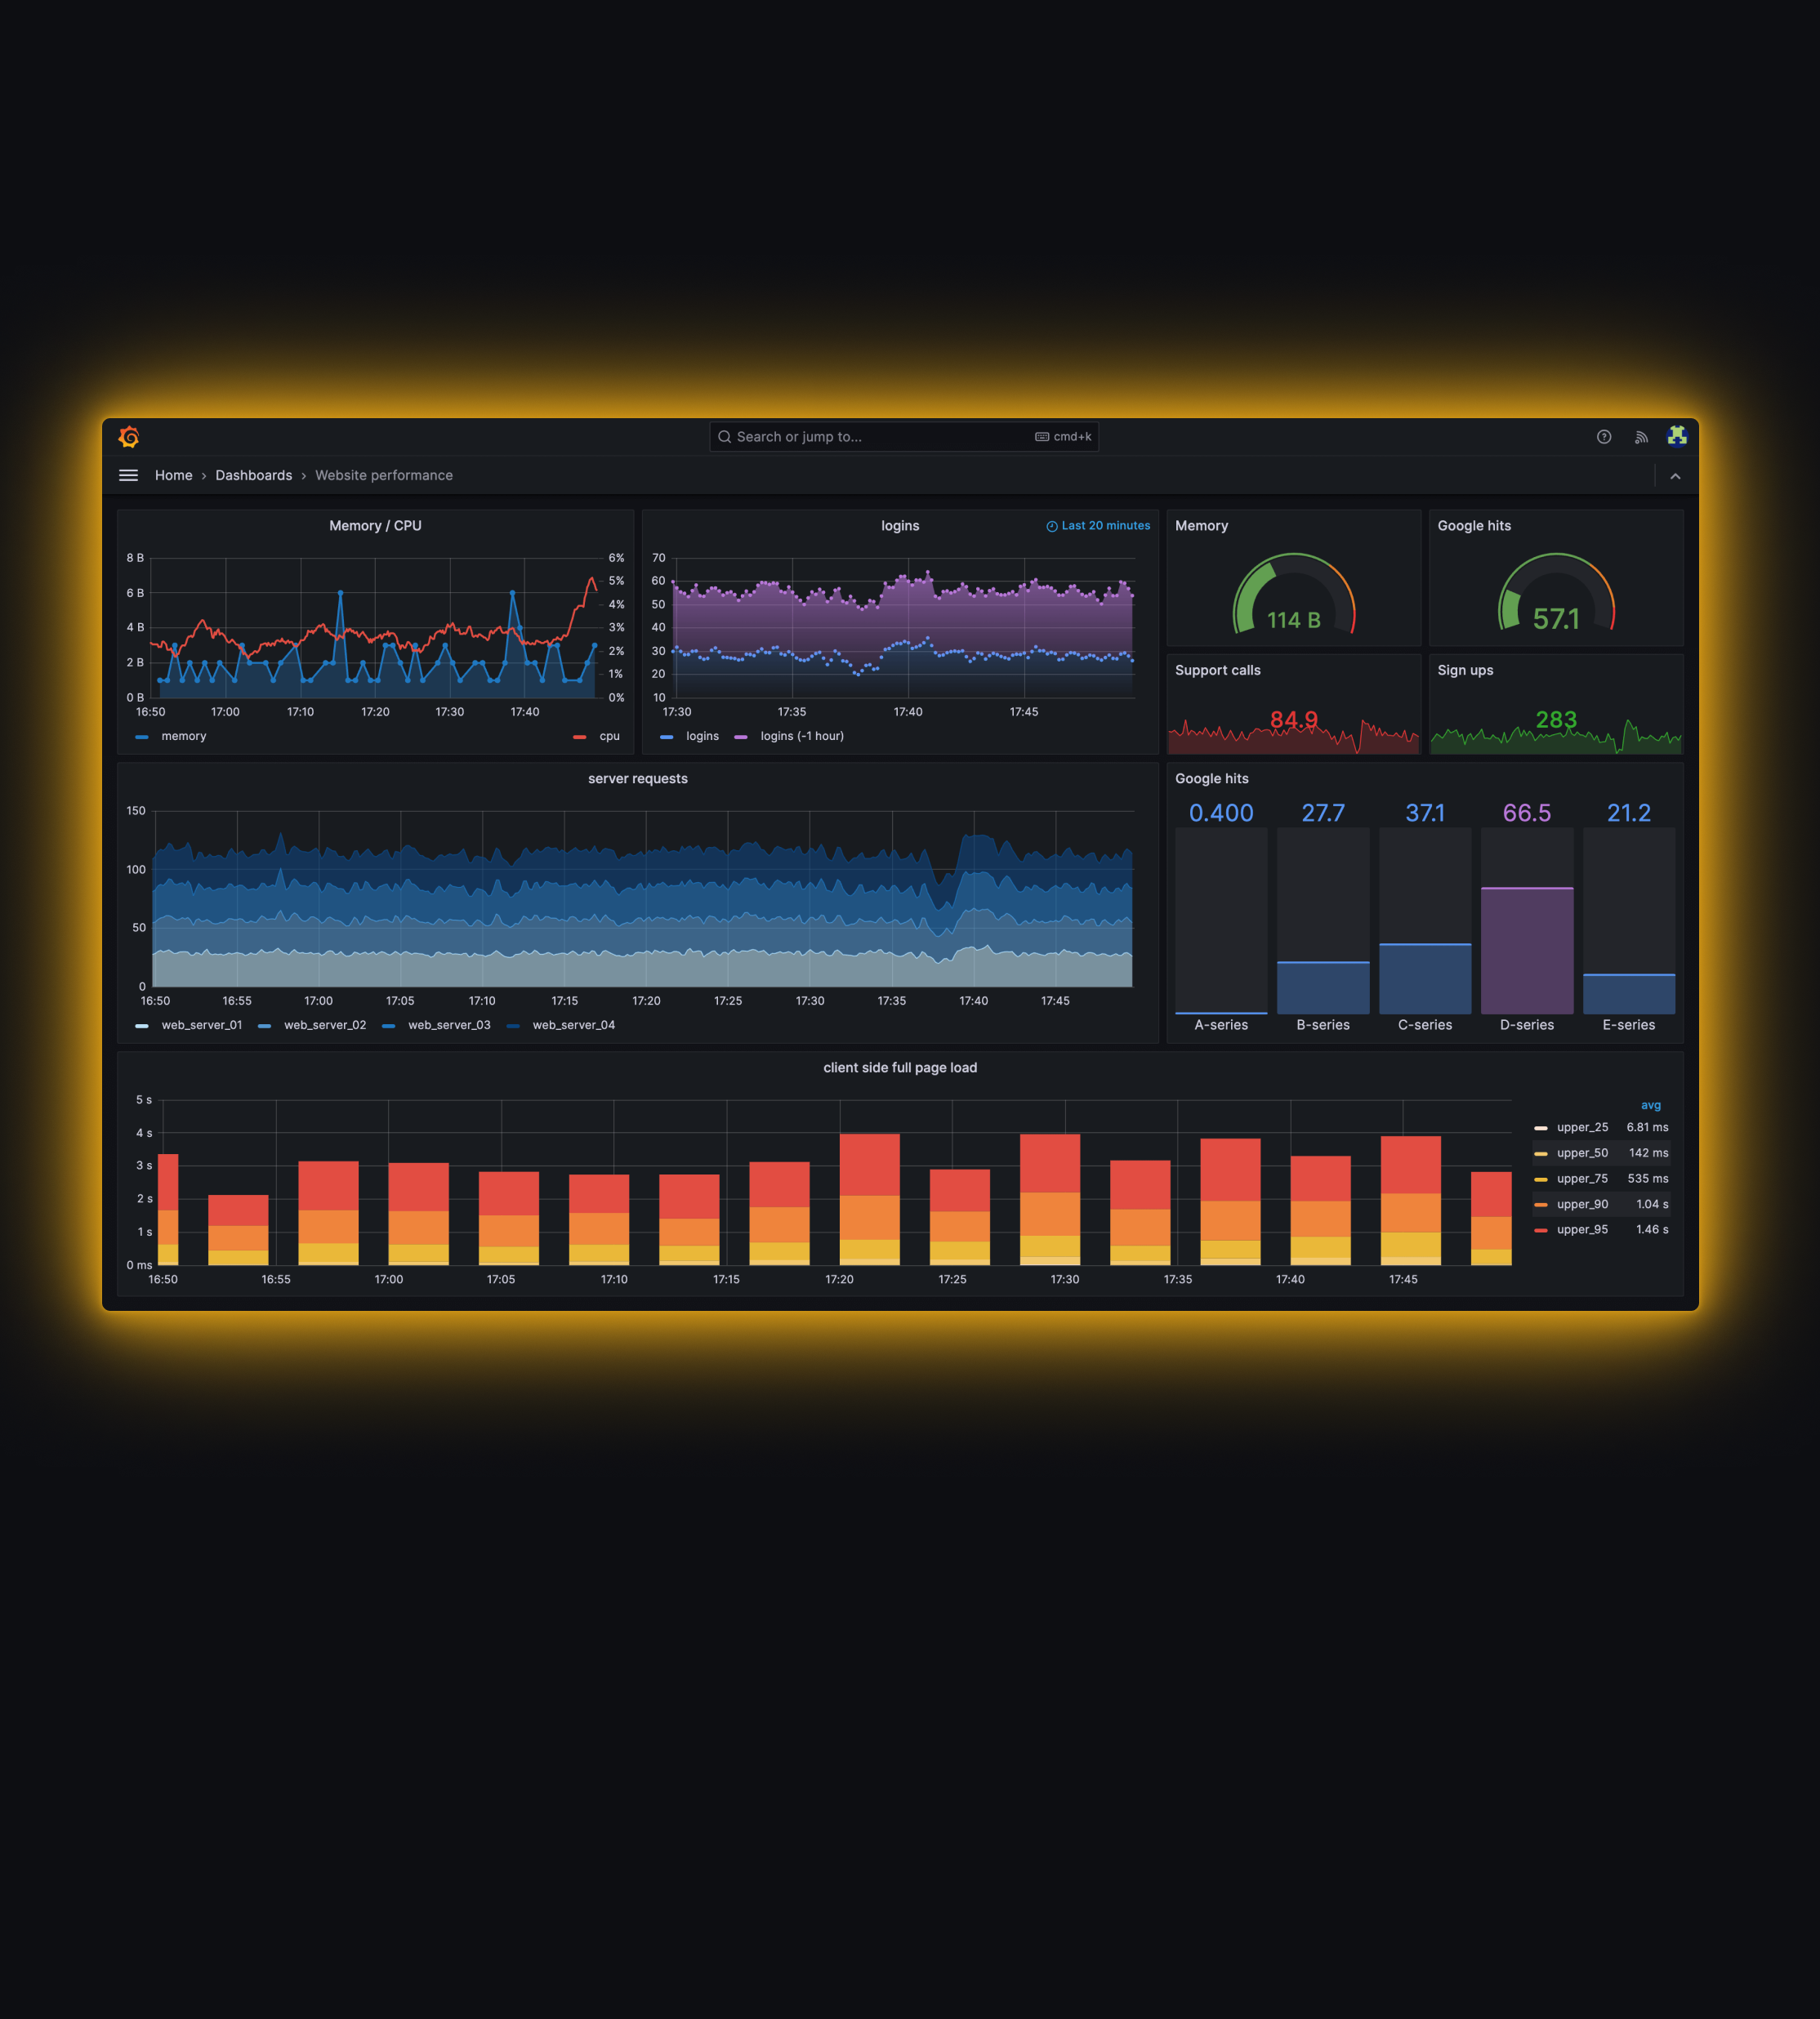 Search or jump to... cmd+k
Home › Dashboards › Website performance
Memory / CPU
8 B
6 B
4 B
2 B
0 B
6%
5%
4%
3%
2%
1%
0%
16:50 17:00 17:10 17:20 17:30 17:40
memory cpu
logins Last 20 minutes
70
60
50
40
30
20
10
17:30 17:35 17:40 17:45
logins logins (-1 hour)
Memory
114 B
Google hits
57.1
Support calls
84.9
Sign ups
283
server requests
150
100
50
0
16:50 16:55 17:00 17:05 17:10 17:15 17:20 17:25 17:30 17:35 17:40 17:45
web_server_01 web_server_02 web_server_03 web_server_04
Google hits
0.400 27.7 37.1 66.5 21.2
A-series B-series C-series D-series E-series
client side full page load
5 s
4 s
3 s
2 s
1 s
0 ms
16:50 16:55 17:00 17:05 17:10 17:15 17:20 17:25 17:30 17:35 17:40 17:45
avg
upper_25 6.81 ms
upper_50 142 ms
upper_75 535 ms
upper_90 1.04 s
upper_95 1.46 s